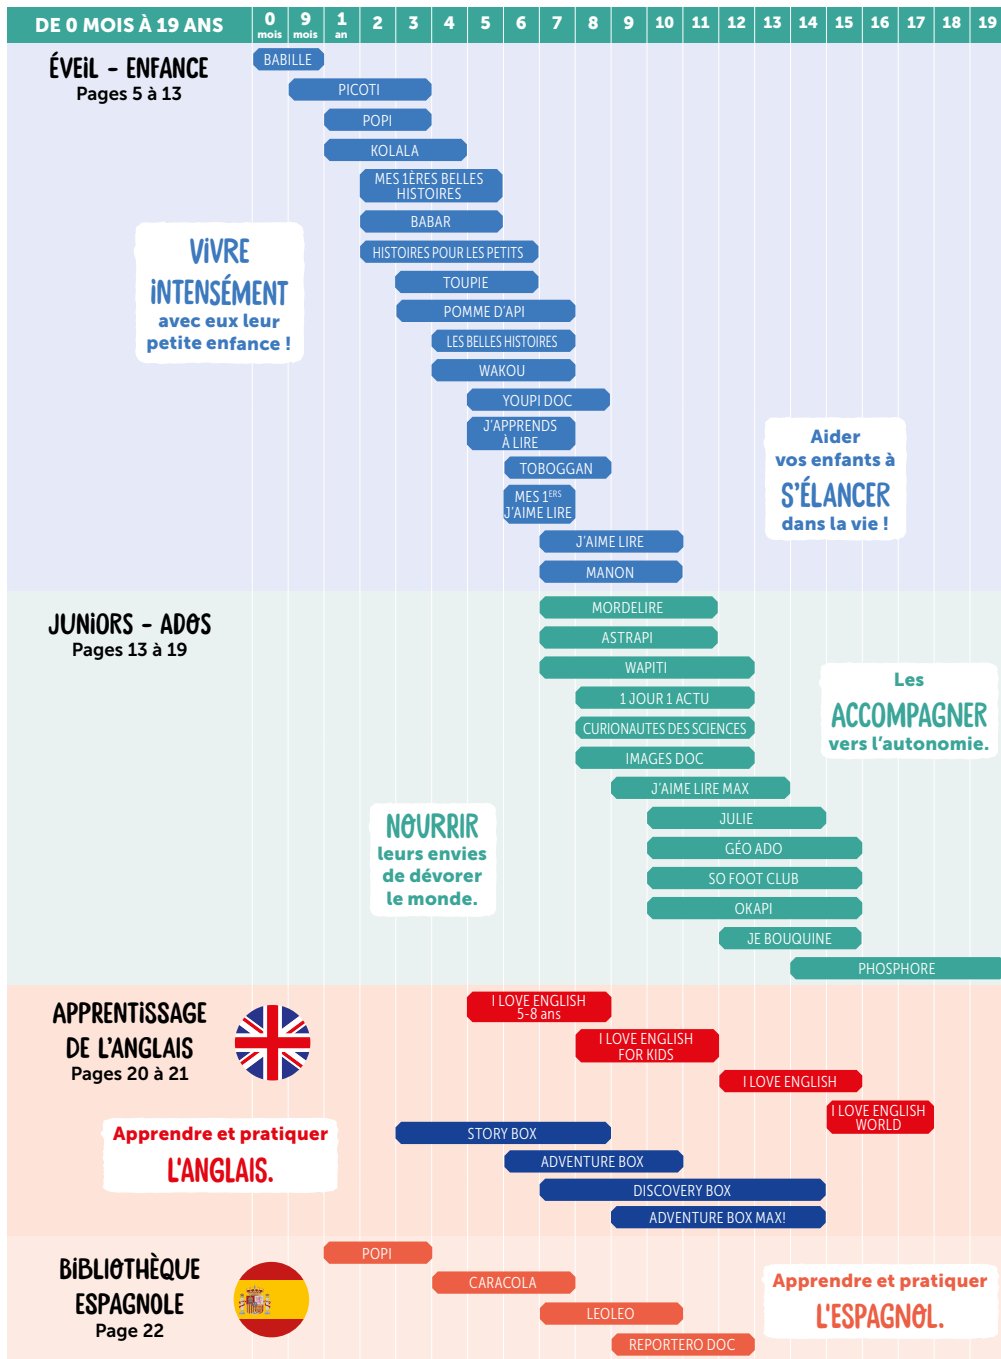 DE 0 MOIS À 19 ANS
0 mois
9 mois
1 an
2
3
4
5
6
7
8
9
10
11
12
13
14
15
16
17
18
19
ÉVEIL - ENFANCE
Pages 5 à 13
BABILLE
PICOTI
POPI
KOLALA
MES 1ÈRES BELLES
HISTOIRES
BABAR
HISTOIRES POUR LES PETITS
TOUPIE
POMME D'API
LES BELLES HISTOIRES
WAKOU
YOUPI DOC
J'APPRENDS
À LIRE
TOBOGGAN
MES 1ERS
J'AIME LIRE
J'AIME LIRE
MANON
VIVRE
INTENSÉMENT
avec eux leur
petite enfance !
Aider
vos enfants à
S'ÉLANCER
dans la vie !
JUNIORS - ADOS
Pages 13 à 19
MORDELIRE
ASTRAPI
WAPITI
1 JOUR 1 ACTU
CURIONAUTES DES SCIENCES
IMAGES DOC
J'AIME LIRE MAX
JULIE
GÉO ADO
SO FOOT CLUB
OKAPI
JE BOUQUINE
PHOSPHORE
Les
ACCOMPAGNER
vers l'autonomie.
NOURRIR
leurs envies
de dévorer
le monde.
APPRENTISSAGE
DE L'ANGLAIS
Pages 20 à 21
I LOVE ENGLISH
5-8 ans
I LOVE ENGLISH
FOR KIDS
I LOVE ENGLISH
I LOVE ENGLISH
WORLD
STORY BOX
ADVENTURE BOX
DISCOVERY BOX
ADVENTURE BOX MAX!
Apprendre et pratiquer
L'ANGLAIS.
BIBLIOTHÈQUE
ESPAGNOLE
Page 22
POPI
CARACOLA
LEOLEO
REPORTERO DOC
Apprendre et pratiquer
L'ESPAGNOL.